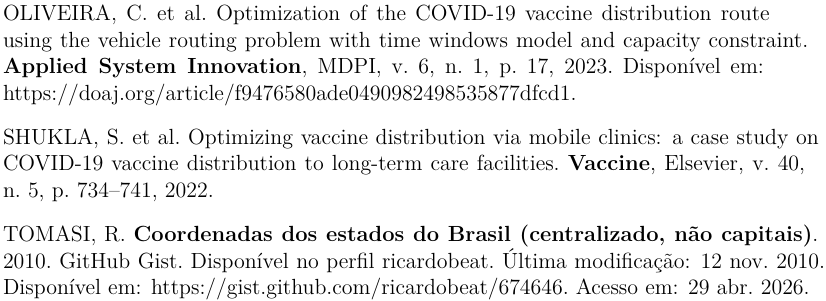 OLIVEIRA, C. et al. Optimization of the COVID-19 vaccine distribution route
using the vehicle routing problem with time windows model and capacity constraint.
Applied System Innovation, MDPI, v. 6, n. 1, p. 17, 2023. Disponível em:
https://doaj.org/article/f9476580ade0490982498535877dfcd1.
SHUKLA, S. et al. Optimizing vaccine distribution via mobile clinics: a case study on
COVID-19 vaccine distribution to long-term care facilities. Vaccine, Elsevier, v. 40,
n. 5, p. 734–741, 2022.
TOMASI, R. Coordenadas dos estados do Brasil (centralizado, não capitais).
2010. GitHub Gist. Disponível no perfil ricardobeat. Última modificação: 12 nov. 2010.
Disponível em: https://gist.github.com/ricardobeat/674646. Acesso em: 29 abr. 2026.